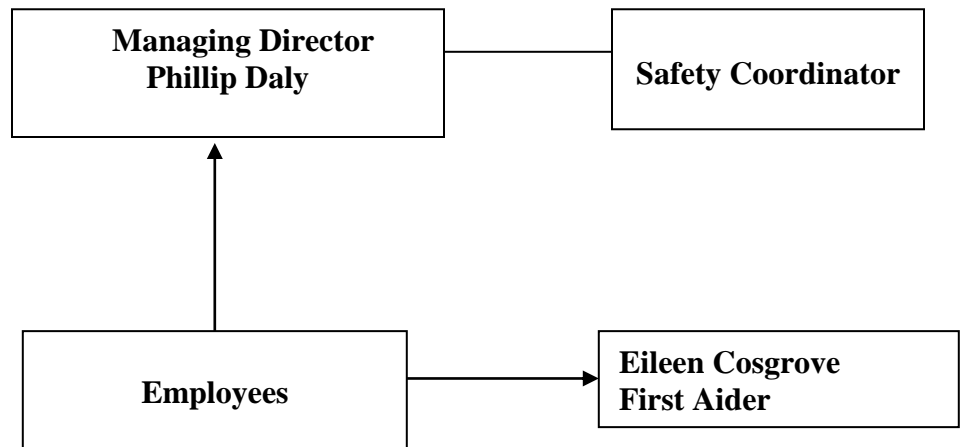 Managing Director
Phillip Daly
Safety Coordinator
Employees
Eileen Cosgrove
First Aider